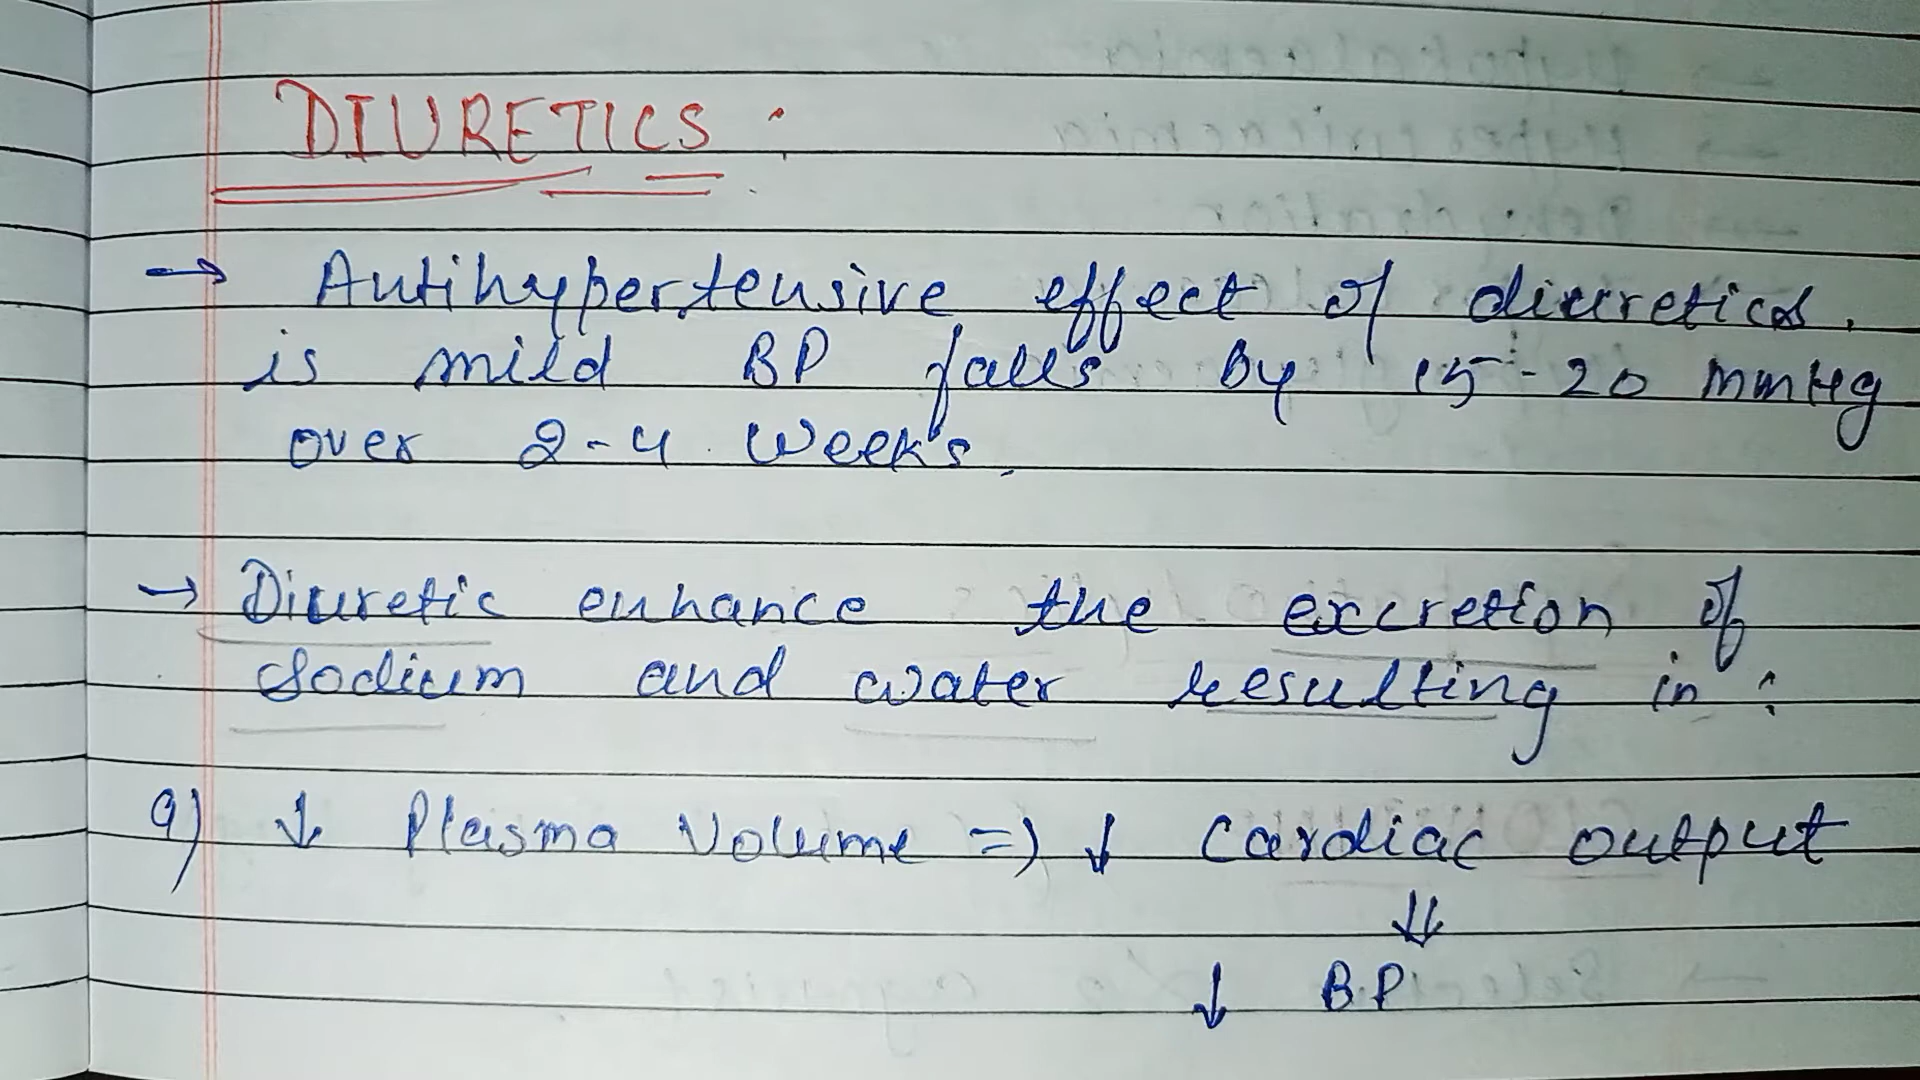 DIURETICS :
→ Antihypertensive effect of diuretics.
is mild BP falls by 15-20 mmHg
over 2-4 weeks.
→ Diuretic enhance the excretion of
Sodium and water resulting in :
a) ↓ Plasma Volume => ↓ Cardiac output
⇓
↓ B.P